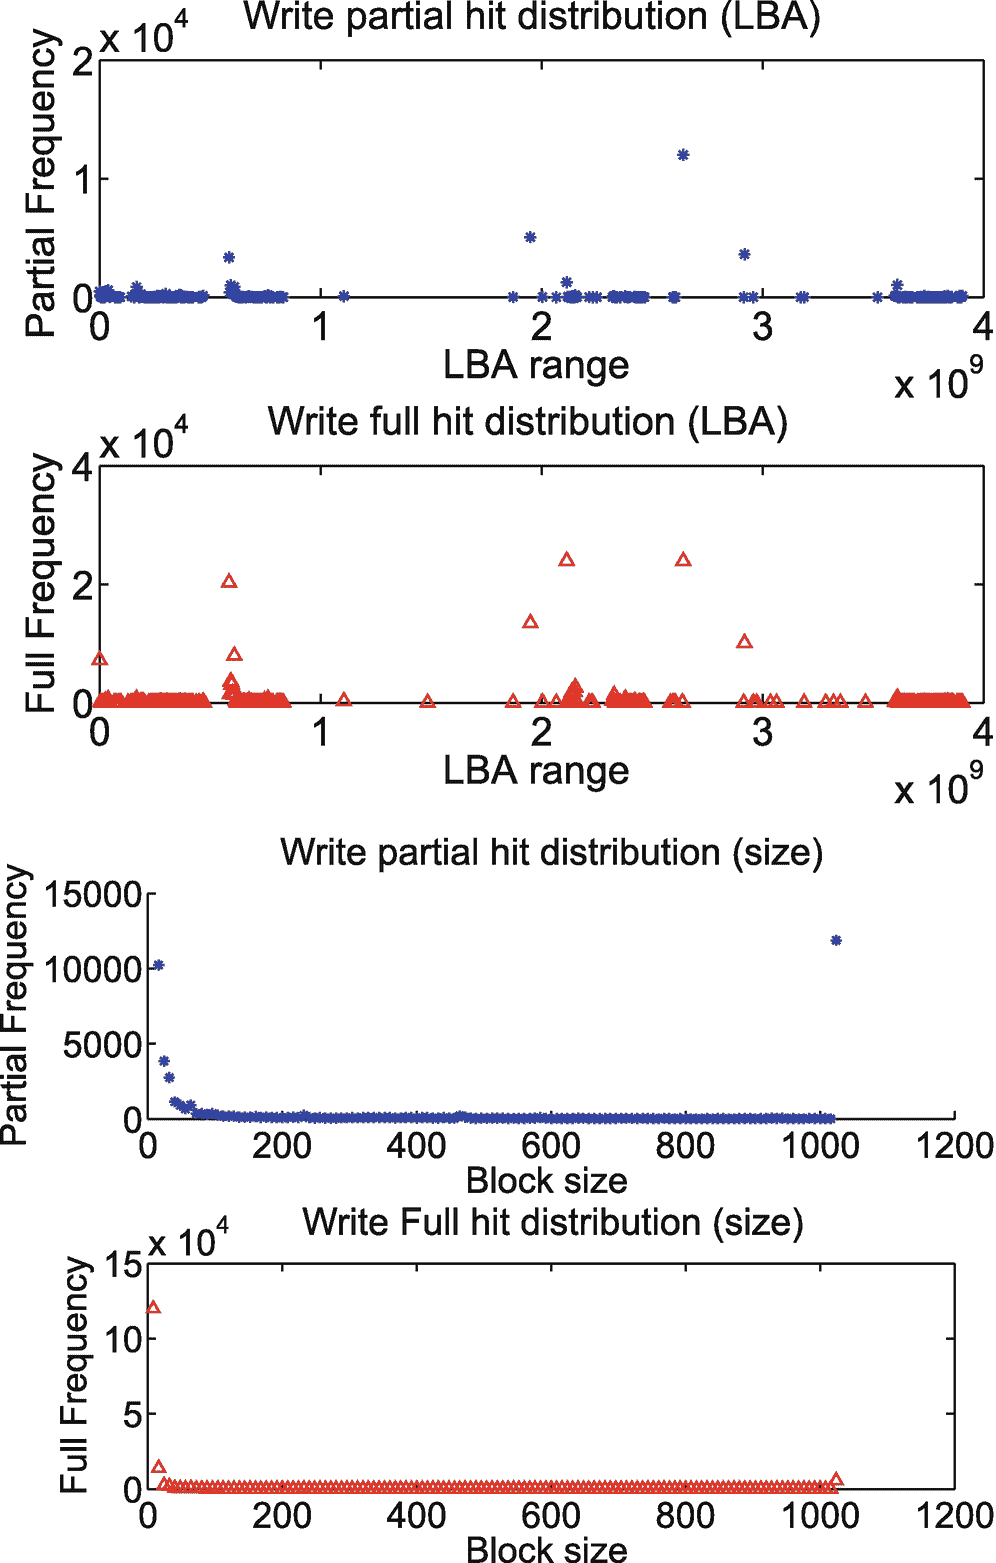 Write partial hit distribution (LBA)
x 10^4
Partial Frequency
2
1
0
0 1 2 3 4
LBA range
x 10^9
Write full hit distribution (LBA)
x 10^4
Full Frequency
4
2
0
0 1 2 3 4
LBA range
x 10^9
Write partial hit distribution (size)
Partial Frequency
15000
10000
5000
0
0 200 400 600 800 1000 1200
Block size
Write Full hit distribution (size)
x 10^4
Full Frequency
15
10
5
0
0 200 400 600 800 1000 1200
Block size